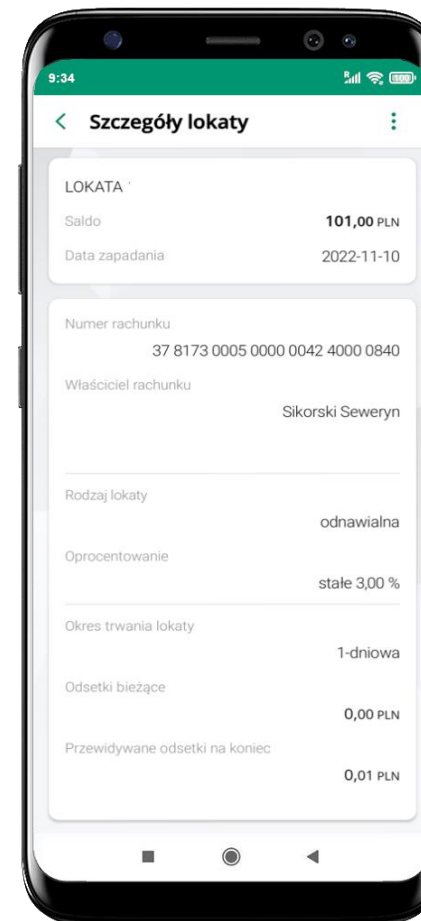 9:34
Szczegóły lokaty
LOKATA
Saldo
101,00 PLN
Data zapadania
2022-11-10
Numer rachunku
37 8173 0005 0000 0042 4000 0840
Właściciel rachunku
Sikorski Seweryn
Rodzaj lokaty
odnawialna
Oprocentowanie
stałe 3,00 %
Okres trwania lokaty
1-dniowa
Odsetki bieżące
0,00 PLN
Przewidywane odsetki na koniec
0,01 PLN